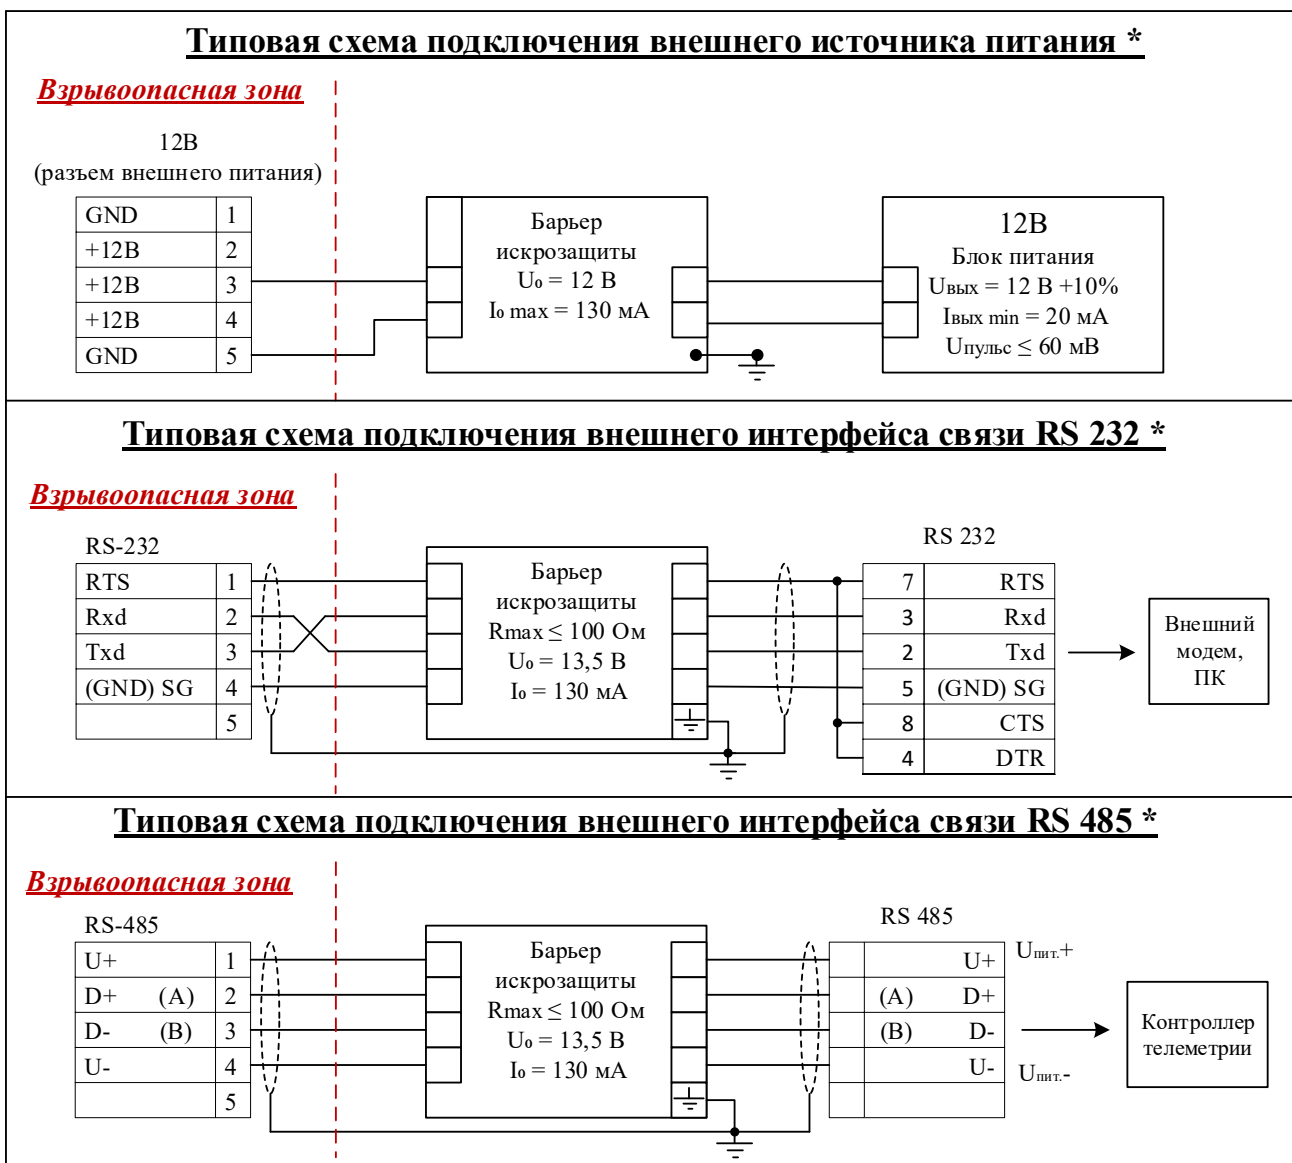 Типовая схема подключения внешнего источника питания *
Взрывоопасная зона
12В
(разъем внешнего питания)
GND 1
+12В 2
+12В 3
+12В 4
GND 5
Барьер
искрозащиты
U₀ = 12 В
I₀ max = 130 мА
12В
Блок питания
Uвых = 12 В +10%
Iвых min = 20 мА
Uпульс ≤ 60 мВ
Типовая схема подключения внешнего интерфейса связи RS 232 *
Взрывоопасная зона
RS-232
RTS 1
Rxd 2
Txd 3
(GND) SG 4
5
Барьер
искрозащиты
Rmax ≤ 100 Ом
U₀ = 13,5 В
I₀ = 130 мА
RS 232
7 RTS
3 Rxd
2 Txd
5 (GND) SG
8 CTS
4 DTR
Внешний
модем,
ПК
Типовая схема подключения внешнего интерфейса связи RS 485 *
Взрывоопасная зона
RS-485
U+ 1
D+ (A) 2
D- (B) 3
U- 4
5
Барьер
искрозащиты
Rmax ≤ 100 Ом
U₀ = 13,5 В
I₀ = 130 мА
RS 485
U+
(A) D+
(B) D-
U-
Uпит.+
Uпит.-
Контроллер
телеметрии